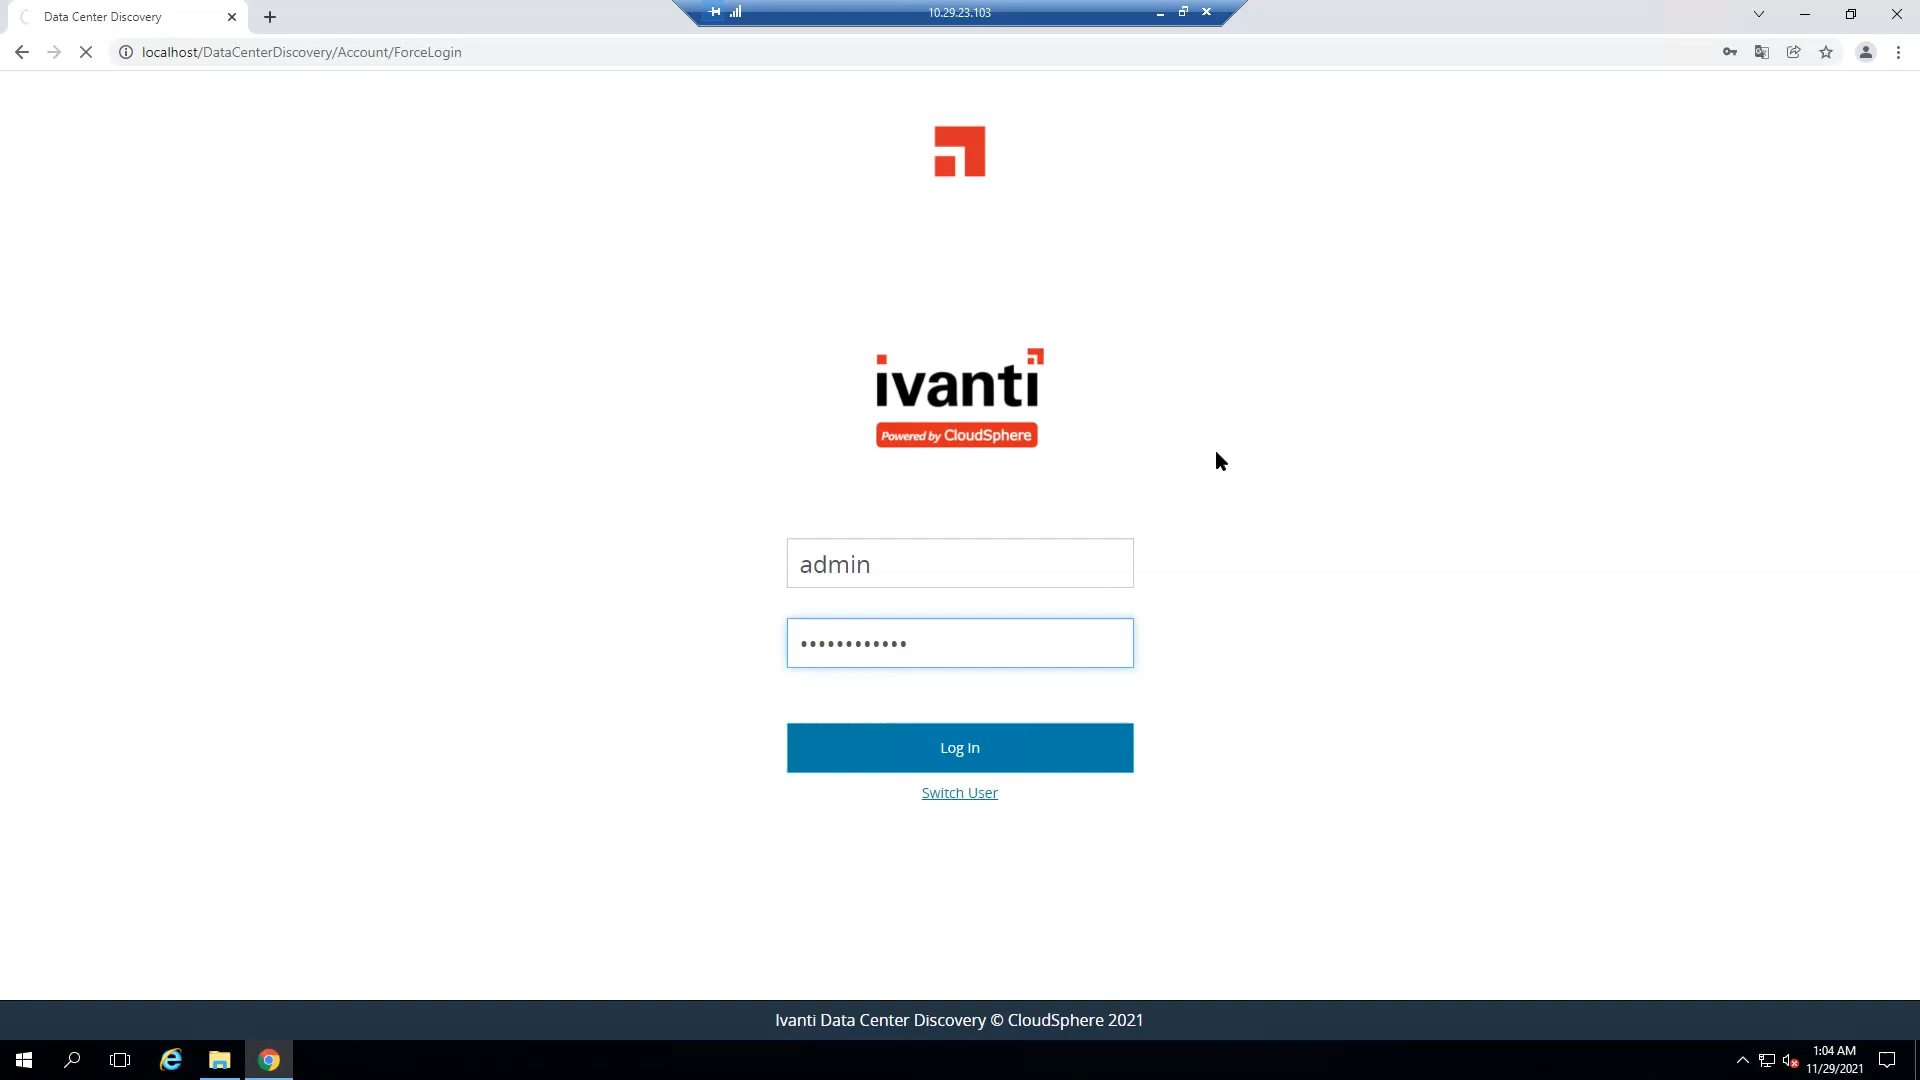 Data Center Discovery
10.29.23.103
localhost/DataCenterDiscovery/Account/ForceLogin
ivanti
Powered by CloudSphere
admin
••••••••••••
Log In
Switch User
Ivanti Data Center Discovery © CloudSphere 2021
1:04 AM
11/29/2021